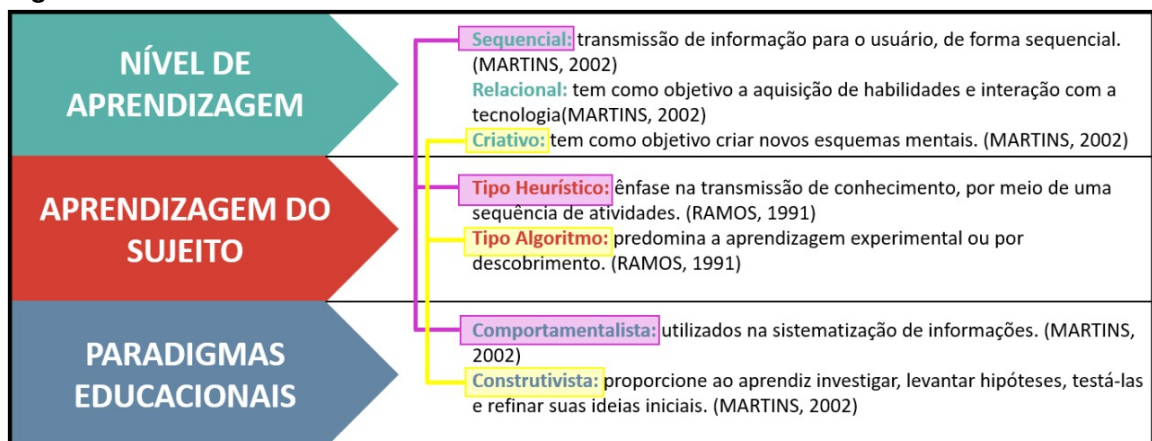 NÍVEL DE
APRENDIZAGEM
Sequencial: transmissão de informação para o usuário, de forma sequencial.
(MARTINS, 2002)
Relacional: tem como objetivo a aquisição de habilidades e interação com a
tecnologia(MARTINS, 2002)
Criativo: tem como objetivo criar novos esquemas mentais. (MARTINS, 2002)
APRENDIZAGEM DO
SUJEITO
Tipo Heurístico: ênfase na transmissão de conhecimento, por meio de uma
sequência de atividades. (RAMOS, 1991)
Tipo Algoritmo: predomina a aprendizagem experimental ou por
descobrimento. (RAMOS, 1991)
PARADIGMAS
EDUCACIONAIS
Comportamentalista: utilizados na sistematização de informações. (MARTINS,
2002)
Construtivista: proporcione ao aprendiz investigar, levantar hipóteses, testá-las
e refinar suas ideias iniciais. (MARTINS, 2002)